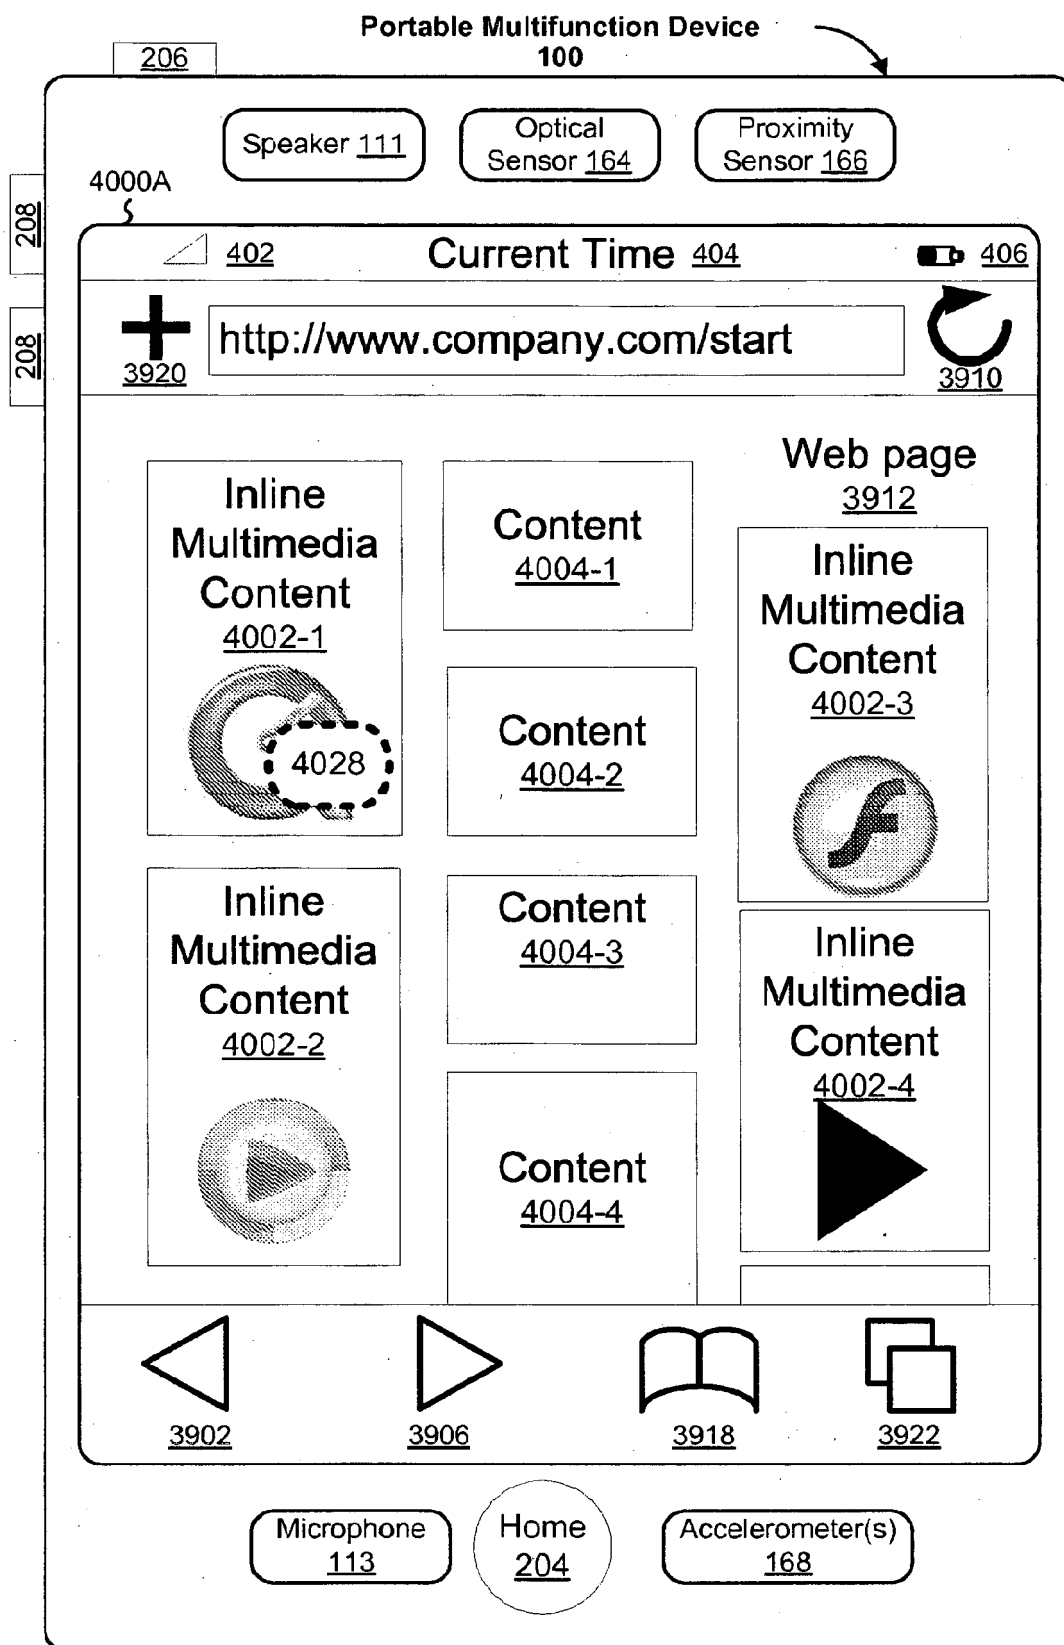 Portable Multifunction Device
100
206
Speaker 111
Optical
Sensor 164
Proximity
Sensor 166
208
208
4000A
402
Current Time 404
406
3920
http://www.company.com/start
3910
Web page
3912
Inline
Multimedia
Content
4002-1
4028
Content
4004-1
Inline
Multimedia
Content
4002-3
Content
4004-2
Inline
Multimedia
Content
4002-2
Content
4004-3
Inline
Multimedia
Content
4002-4
Content
4004-4
3902
3906
3918
3922
Microphone
113
Home
204
Accelerometer(s)
168